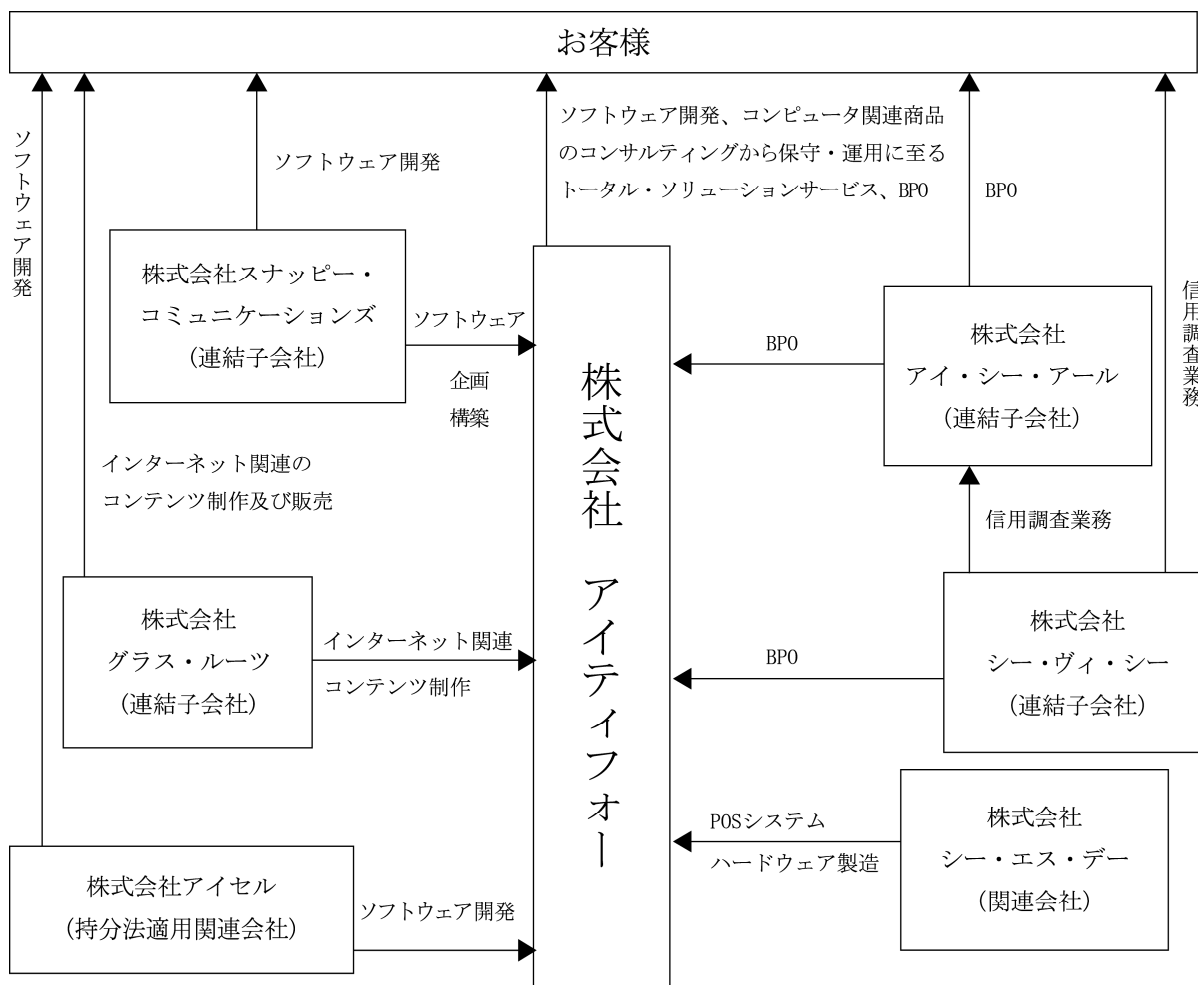 お客様
ソフトウェア開発
ソフトウェア開発
ソフトウェア開発、コンピュータ関連商品
のコンサルティングから保守・運用に至る
トータル・ソリューションサービス、BPO
BPO
信用調査業務
株式会社スナッピー・
コミュニケーションズ
(連結子会社)
ソフトウェア
企画
構築
株式会社 アイティフォー
BPO
株式会社
アイ・シー・アール
(連結子会社)
インターネット関連の
コンテンツ制作及び販売
信用調査業務
株式会社
グラス・ルーツ
(連結子会社)
インターネット関連
コンテンツ制作
BPO
株式会社
シー・ヴィ・シー
(連結子会社)
POSシステム
ハードウェア製造
株式会社
シー・エス・デー
(関連会社)
株式会社アイセル
(持分法適用関連会社)
ソフトウェア開発